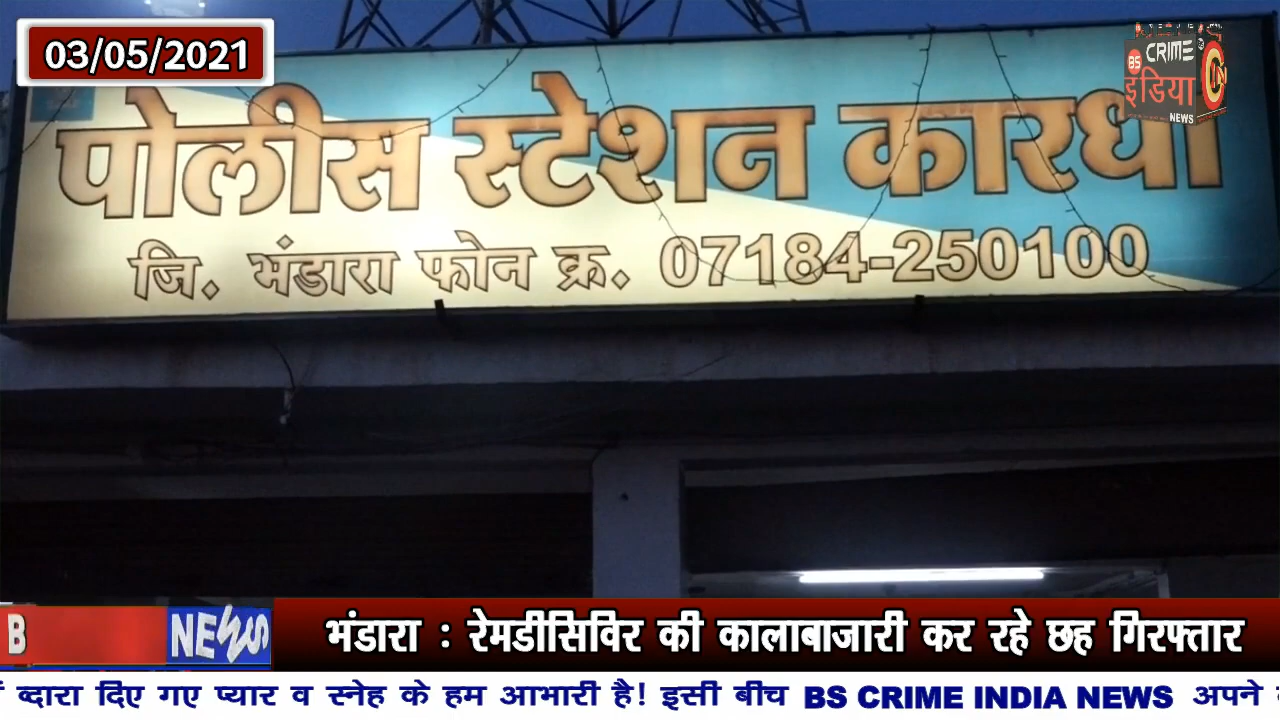 03/05/2021
BS CRIME
इंडिया
NEWS
पोलीस स्टेशन कारधा
जि. भंडारा फोन क्र. 07184-250100
B NEWS
भंडारा : रेमडीसिविर की कालाबाजारी कर रहे छह गिरफ्तार
ब्दारा दिए गए प्यार व स्नेह के हम आभारी है! इसी बीच BS CRIME INDIA NEWS अपने